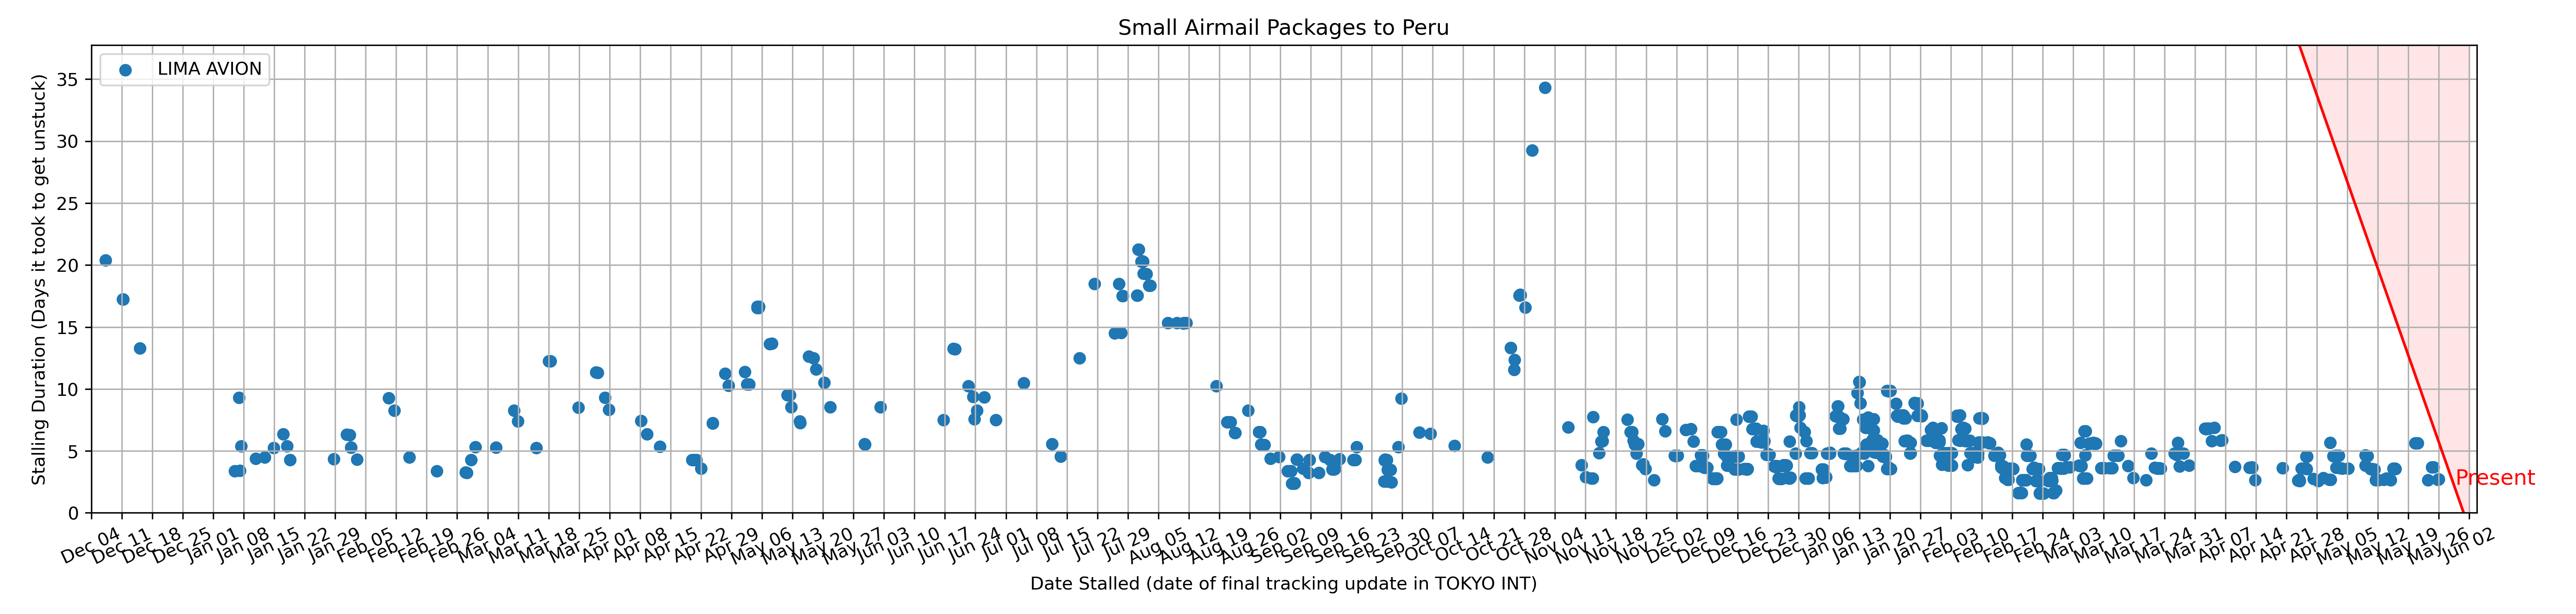 Small Airmail Packages to Peru
LIMA AVION
Stalling Duration (Days it took to get unstuck)
35
30
25
20
15
10
5
0
Present
Dec 04 Dec 11 Dec 18 Dec 25 Jan 01 Jan 08 Jan 15 Jan 22 Jan 29 Feb 05 Feb 12 Feb 19 Feb 26 Mar 04 Mar 11 Mar 18 Mar 25 Apr 01 Apr 08 Apr 15 Apr 22 Apr 29 May 06 May 13 May 20 May 27 Jun 03 Jun 10 Jun 17 Jun 24 Jul 01 Jul 08 Jul 15 Jul 22 Jul 29 Aug 05 Aug 12 Aug 19 Aug 26 Sep 02 Sep 09 Sep 16 Sep 23 Sep 30 Oct 07 Oct 14 Oct 21 Oct 28 Nov 04 Nov 11 Nov 18 Nov 25 Dec 02 Dec 09 Dec 16 Dec 23 Dec 30 Jan 06 Jan 13 Jan 20 Jan 27 Feb 03 Feb 10 Feb 17 Feb 24 Mar 03 Mar 10 Mar 17 Mar 24 Mar 31 Apr 07 Apr 14 Apr 21 Apr 28 May 05 May 12 May 19 May 26 Jun 02
Date Stalled (date of final tracking update in TOKYO INT)